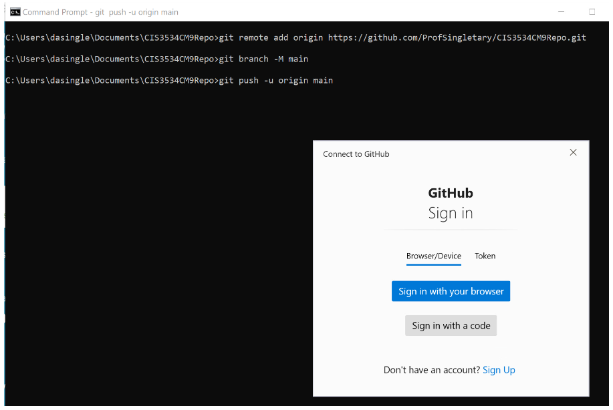 Command Prompt - git push -u origin main
C:\Users\dasingle\Documents\CIS3534CM9Repo>git remote add origin https://github.com/ProfSingletary/CIS3534CM9Repo.git
C:\Users\dasingle\Documents\CIS3534CM9Repo>git branch -M main
C:\Users\dasingle\Documents\CIS3534CM9Repo>git push -u origin main
Connect to GitHub
GitHub
Sign in
Browser/Device Token
Sign in with your browser
Sign in with a code
Don't have an account? Sign Up